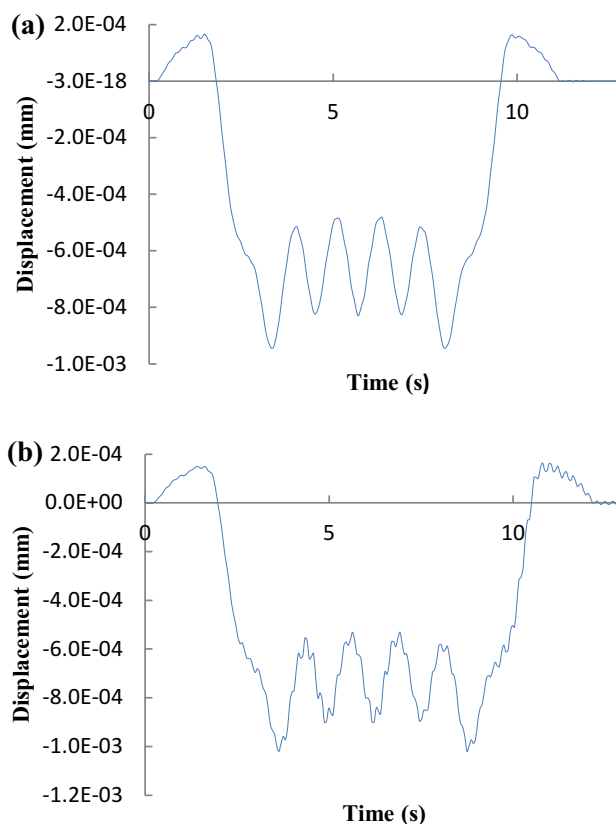 (a)
2.0E-04
-3.0E-18
-2.0E-04
-4.0E-04
-6.0E-04
-8.0E-04
-1.0E-03
0
5
10
Displacement (mm)
Time (s)
(b)
2.0E-04
0.0E+00
-2.0E-04
-4.0E-04
-6.0E-04
-8.0E-04
-1.0E-03
-1.2E-03
0
5
10
Displacement (mm)
Time (s)